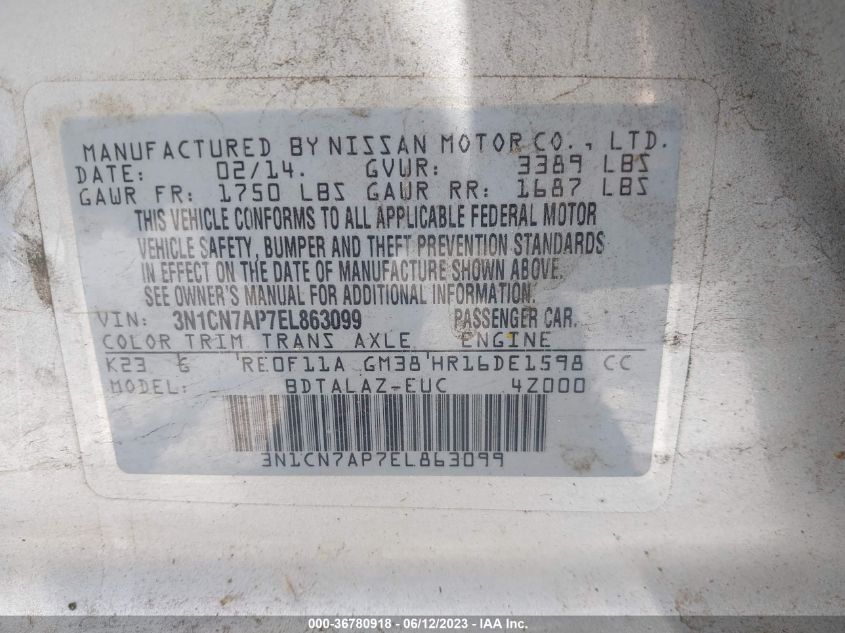 MANUFACTURED BY NISSAN MOTOR CO., LTD.
DATE: 02/14. GVWR: 3389 LBS
GAWR FR: 1750 LBS GAWR RR: 1687 LBS
THIS VEHICLE CONFORMS TO ALL APPLICABLE FEDERAL MOTOR
VEHICLE SAFETY, BUMPER AND THEFT PREVENTION STANDARDS
IN EFFECT ON THE DATE OF MANUFACTURE SHOWN ABOVE.
SEE OWNER'S MANUAL FOR ADDITIONAL INFORMATION.
VIN: 3N1CN7AP7EL863099 PASSENGER CAR.
COLOR TRIM TRANS AXLE ENGINE
K23 G 'RE0F11A GM38'HR16DE1598 CC
MODEL: BDTALAZ-EUC 4Z000
3N1CN7AP7EL863099
000-36780918 - 06/12/2023 - IAAI.com